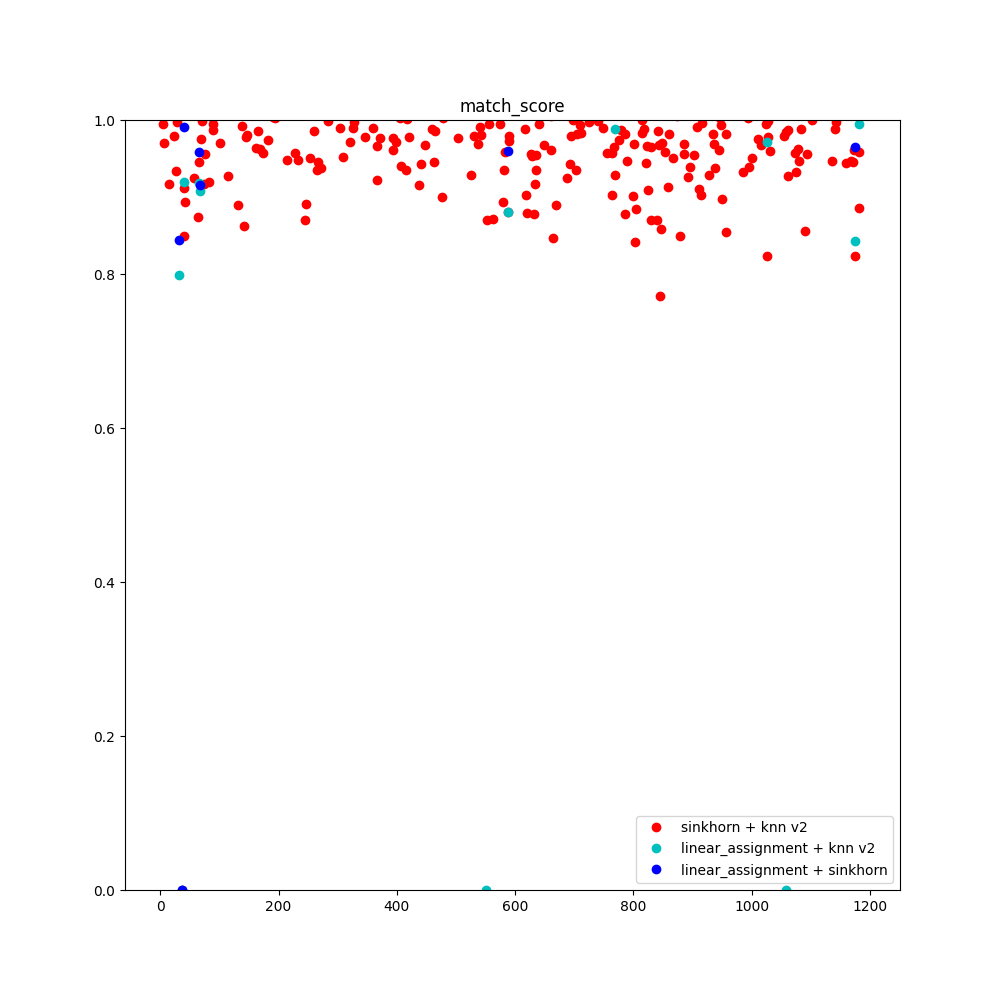 match_score
1.0
0.8
0.6
0.4
0.2
0.0
0 200 400 600 800 1000 1200
sinkhorn + knn v2
linear_assignment + knn v2
linear_assignment + sinkhorn